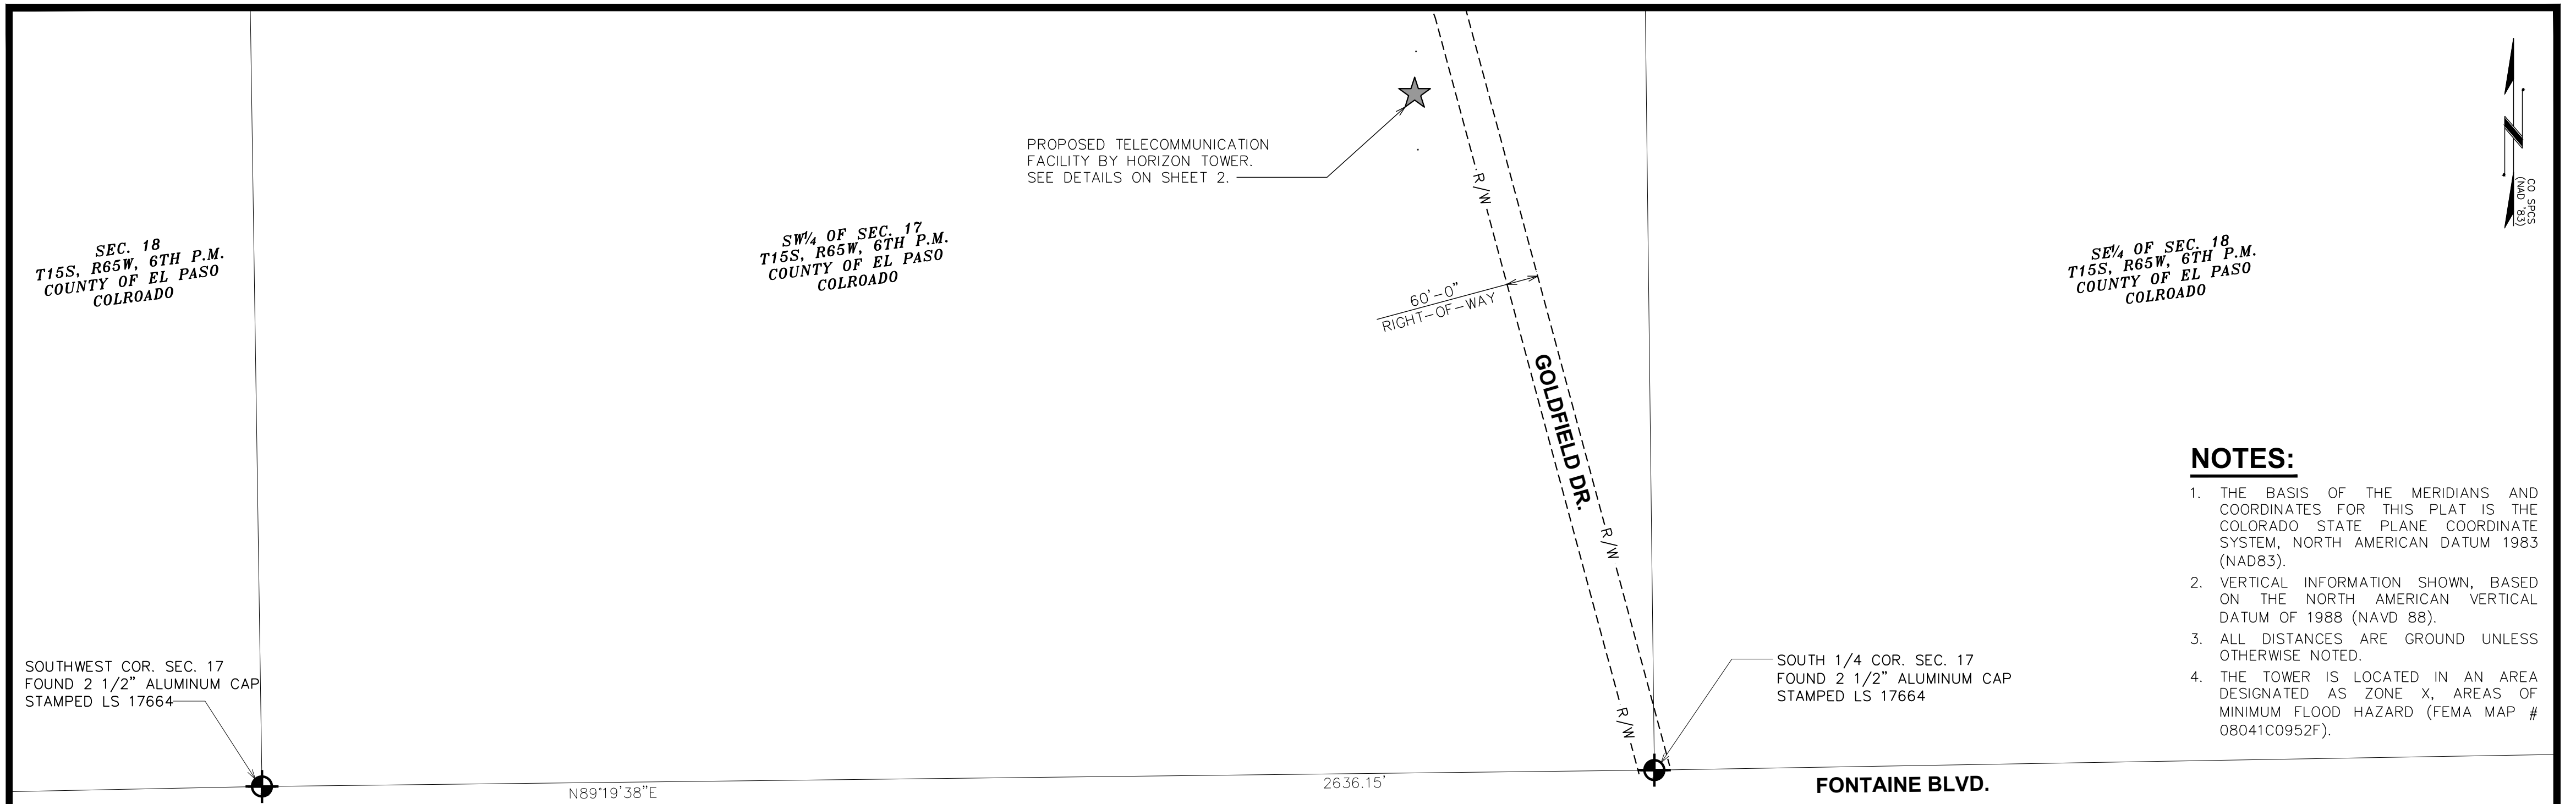 PROPOSED TELECOMMUNICATION
FACILITY BY HORIZON TOWER.
SEE DETAILS ON SHEET 2.
SEC. 18
T15S, R65W, 6TH P.M.
COUNTY OF EL PASO
COLROADO
SW¼ OF SEC. 17
T15S, R65W, 6TH P.M.
COUNTY OF EL PASO
COLROADO
R/W
60'-0"
RIGHT-OF-WAY
GOLDFIELD DR.
R/W
R/W
SE¼ OF SEC. 18
T15S, R65W, 6TH P.M.
COUNTY OF EL PASO
COLROADO
CO SPCS
(NAD '83)
NOTES:
1. THE BASIS OF THE MERIDIANS AND
COORDINATES FOR THIS PLAT IS THE
COLORADO STATE PLANE COORDINATE
SYSTEM, NORTH AMERICAN DATUM 1983
(NAD83).
2. VERTICAL INFORMATION SHOWN, BASED
ON THE NORTH AMERICAN VERTICAL
DATUM OF 1988 (NAVD 88).
3. ALL DISTANCES ARE GROUND UNLESS
OTHERWISE NOTED.
4. THE TOWER IS LOCATED IN AN AREA
DESIGNATED AS ZONE X, AREAS OF
MINIMUM FLOOD HAZARD (FEMA MAP #
08041C0952F).
SOUTHWEST COR. SEC. 17
FOUND 2 1/2" ALUMINUM CAP
STAMPED LS 17664
SOUTH 1/4 COR. SEC. 17
FOUND 2 1/2" ALUMINUM CAP
STAMPED LS 17664
N89°19'38"E
2636.15'
FONTAINE BLVD.